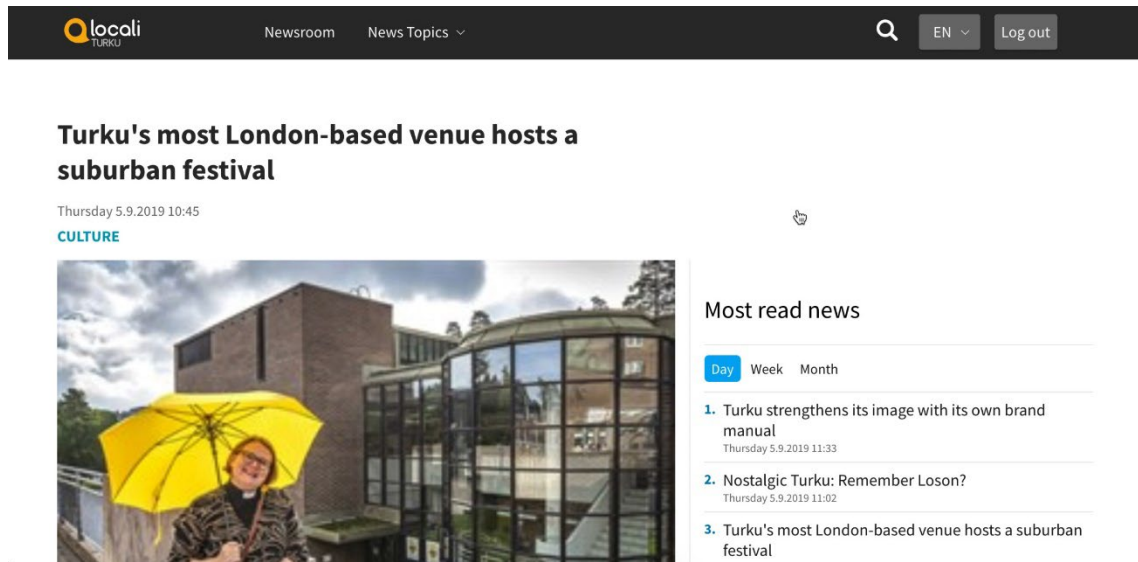 locali
TURKU
Newsroom
News Topics
EN
Log out
Turku's most London-based venue hosts a
suburban festival
Thursday 5.9.2019 10:45
CULTURE
Most read news
Day
Week
Month
1. Turku strengthens its image with its own brand
manual
Thursday 5.9.2019 11:33
2. Nostalgic Turku: Remember Loson?
Thursday 5.9.2019 11:02
3. Turku's most London-based venue hosts a suburban
festival